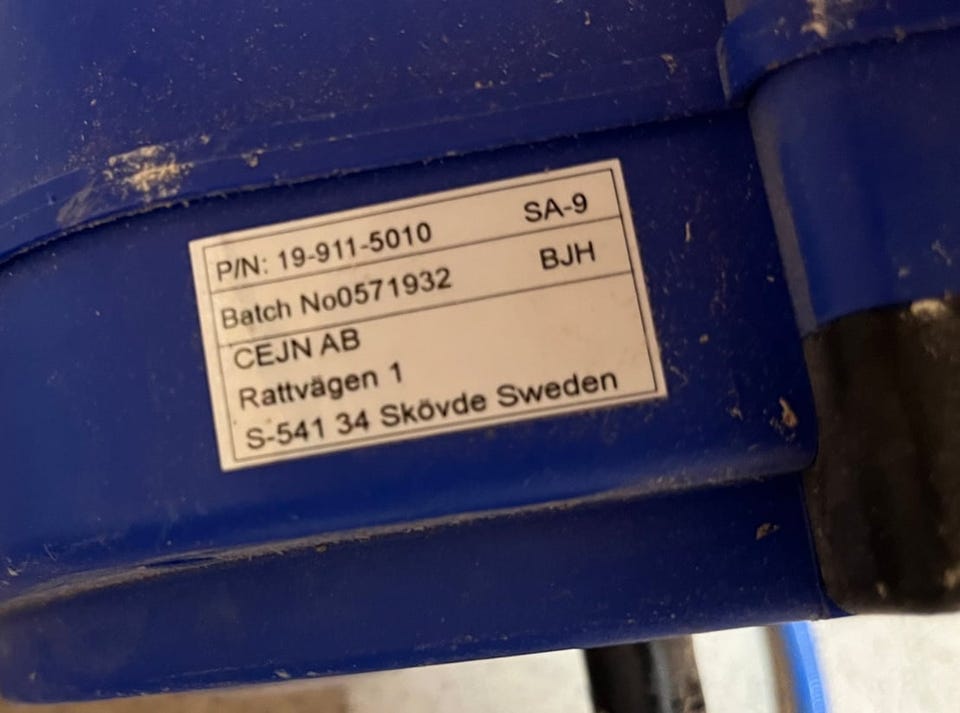 P/N: 19-911-5010 SA-9
Batch No0571932 BJH
CEJN AB
Rattvägen 1
S-541 34 Skövde Sweden